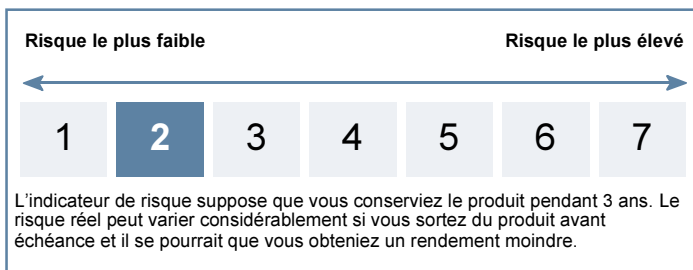 Risque le plus faible Risque le plus élevé
1 2 3 4 5 6 7
L'indicateur de risque suppose que vous conserviez le produit pendant 3 ans. Le
risque réel peut varier considérablement si vous sortez du produit avant
échéance et il se pourrait que vous obteniez un rendement moindre.